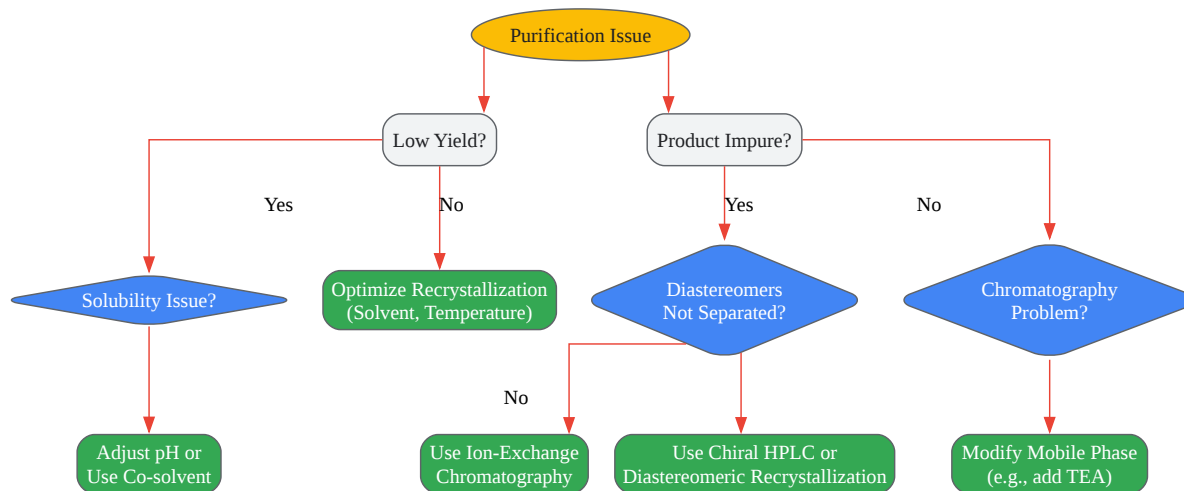 Purification Issue
Low Yield?
Product Impure?
Yes
No
Yes
No
Solubility Issue?
Optimize Recrystallization
(Solvent, Temperature)
Diastereomers
Not Separated?
Chromatography
Problem?
No
Adjust pH or
Use Co-solvent
Use Ion-Exchange
Chromatography
Use Chiral HPLC or
Diastereomeric Recrystallization
Modify Mobile Phase
(e.g., add TEA)